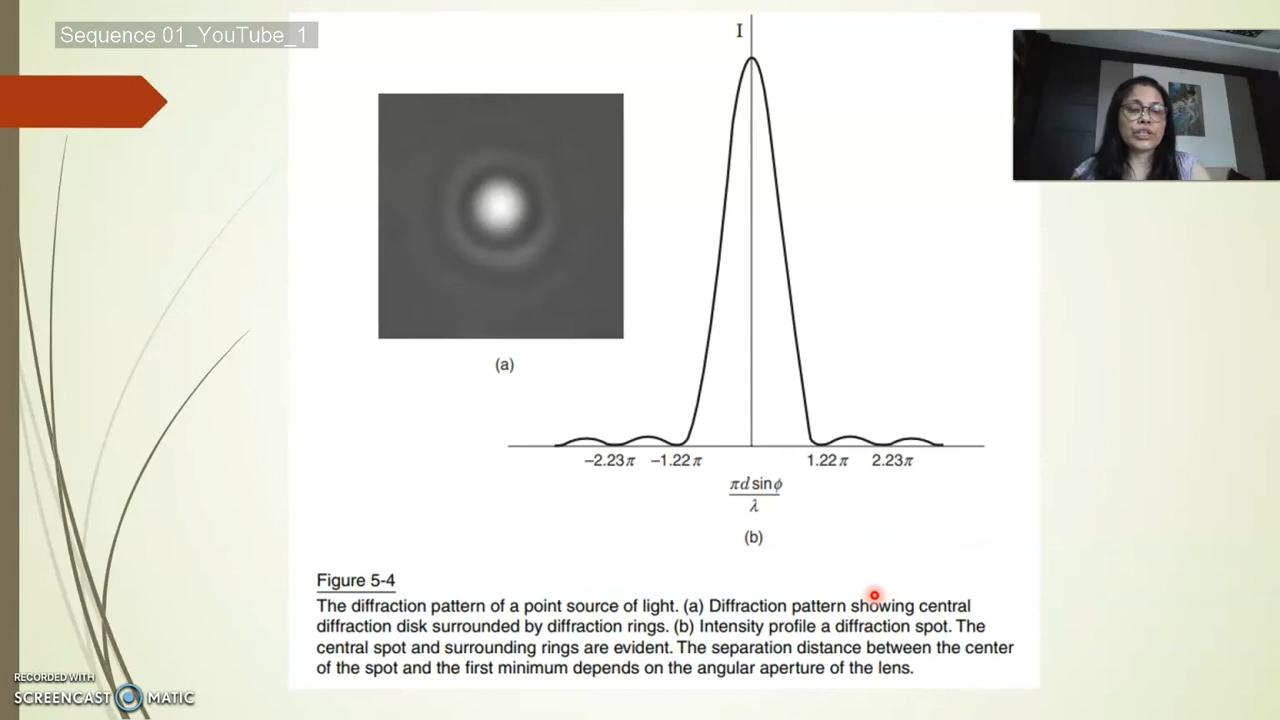 Sequence 01_YouTube_1
I
(a)
−2.23π −1.22π 1.22π 2.23π
πd sinϕ
λ
(b)
Figure 5-4
The diffraction pattern of a point source of light. (a) Diffraction pattern showing central
diffraction disk surrounded by diffraction rings. (b) Intensity profile a diffraction spot. The
central spot and surrounding rings are evident. The separation distance between the center
of the spot and the first minimum depends on the angular aperture of the lens.
RECORDED WITH
SCREENCAST MATIC